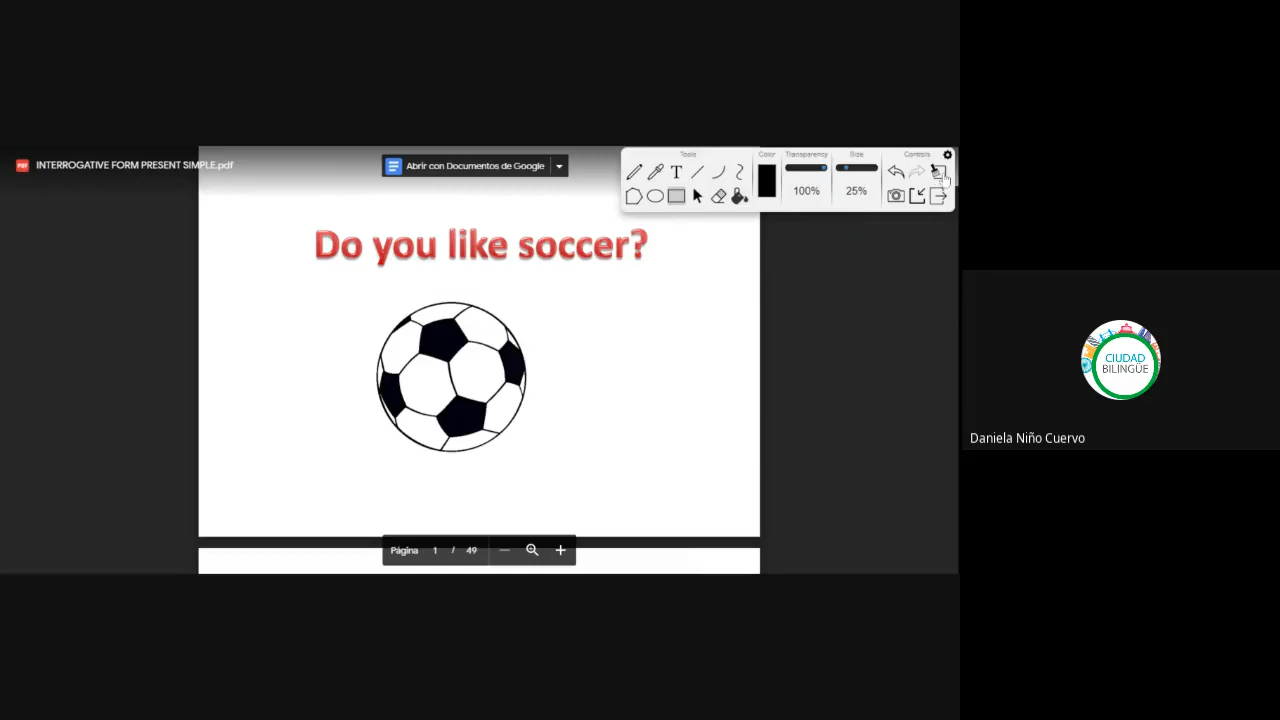 INTERROGATIVE FORM PRESENT SIMPLE.pdf
Abrir con Documentos de Google
Tools
Color
Transparency
Size
Controls
T
100%
25%
Do you like soccer?
CIUDAD
BILINGÜE
Daniela Niño Cuervo
Página 1 / 49